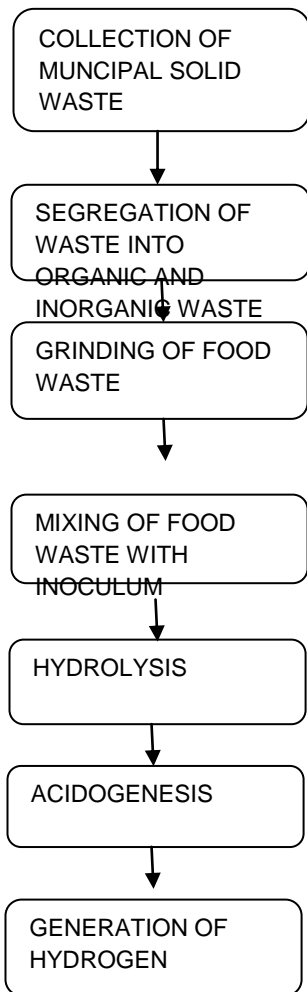 COLLECTION OF
MUNCIPAL SOLID
WASTE
SEGREGATION OF
WASTE INTO
ORGANIC AND
INORGANIC WASTE
GRINDING OF FOOD
WASTE
MIXING OF FOOD
WASTE WITH
INOCULUM
HYDROLYSIS
ACIDOGENESIS
GENERATION OF
HYDROGEN